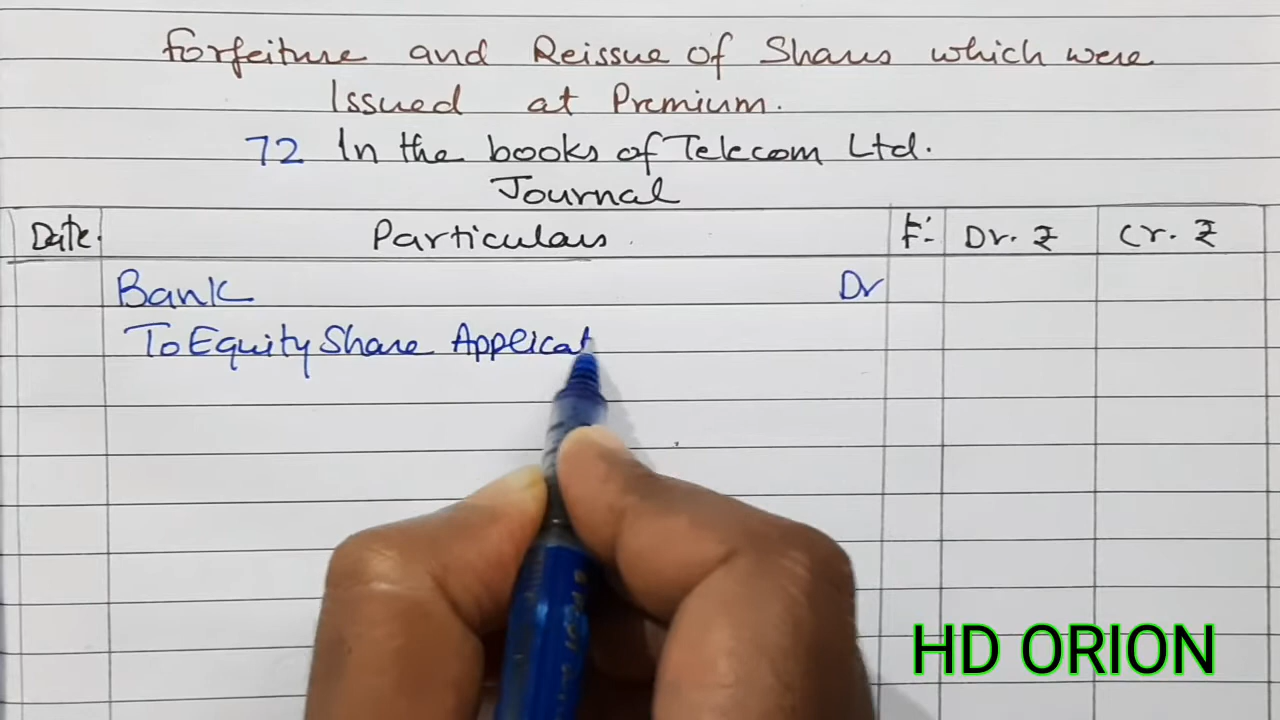 Forfeiture and Reissue of Shares which were
Issued at Premium.
72 In the books of Telecom Ltd.
Journal
Date. Particulars. F. Dr. ₹ Cr. ₹
Bank Dr
To Equity Share Applicat
HD ORION